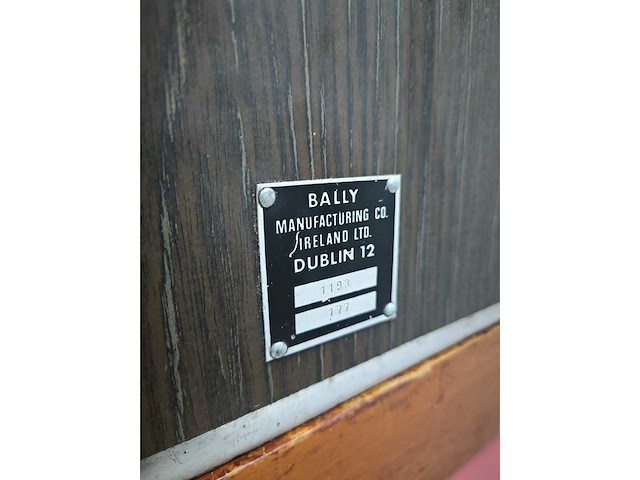 BALLY
MANUFACTURING CO.
IRELAND LTD.
DUBLIN 12
1193
177